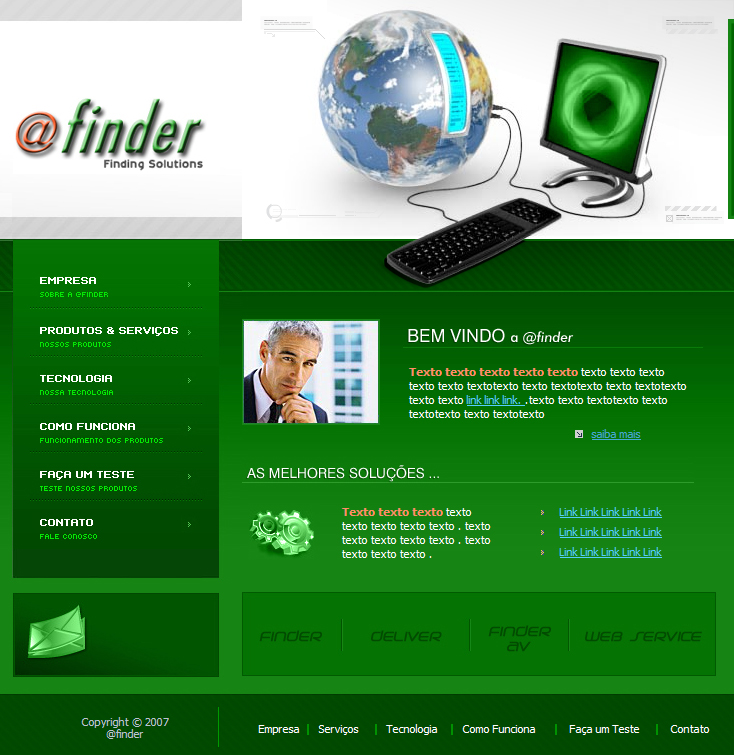 @finder
Finding Solutions
EMPRESA
SOBRE A @FINDER
PRODUTOS & SERVIÇOS
NOSSOS PRODUTOS
TECNOLOGIA
NOSSA TECNOLOGIA
COMO FUNCIONA
FUNCIONAMENTO DOS PRODUTOS
FAÇA UM TESTE
TESTE NOSSOS PRODUTOS
CONTATO
FALE CONOSCO
BEM VINDO a @finder
Texto texto texto texto texto texto texto texto
texto texto textotexto texto textotexto texto textotexto
texto texto link link link. .texto texto textotexto texto
textotexto texto textotexto
saiba mais
AS MELHORES SOLUÇÕES ...
Texto texto texto texto
texto texto texto texto . texto
texto texto texto texto . texto
texto texto texto .
Link Link Link Link Link
Link Link Link Link Link
Link Link Link Link Link
FINDER
DELIVER
FINDER
AV
WEB SERVICE
Copyright © 2007
@finder
Empresa | Serviços | Tecnologia | Como Funciona | Faça um Teste | Contato